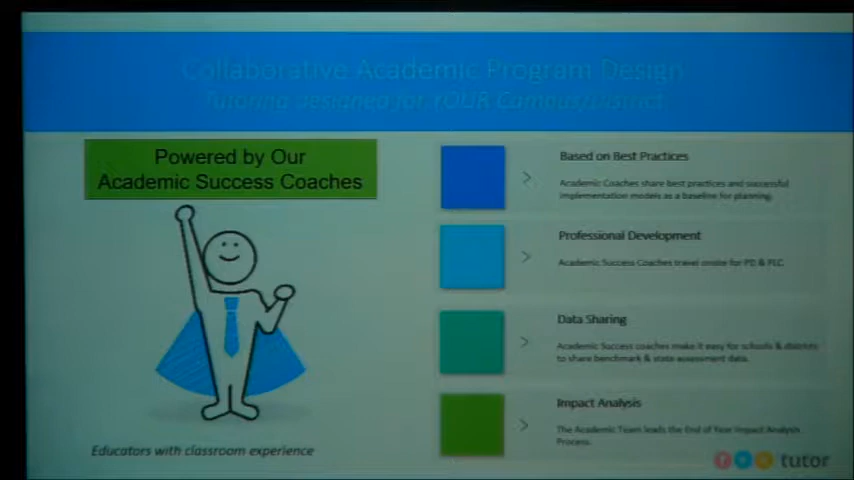 Collaborative Academic Program Design
Tutoring designed for YOUR Campus/District
Powered by Our
Academic Success Coaches
Educators with classroom experience
Based on Best Practices
Academic Coaches share best practices and successful
implementation models as a baseline for planning.
Professional Development
Academic Success Coaches travel onsite for PD & PLC
Data Sharing
Academic Success coaches make it easy for schools & districts
to share benchmark & state assessment data.
Impact Analysis
The Academic Team leads the End of Year Impact Analysis
Process.
tutor